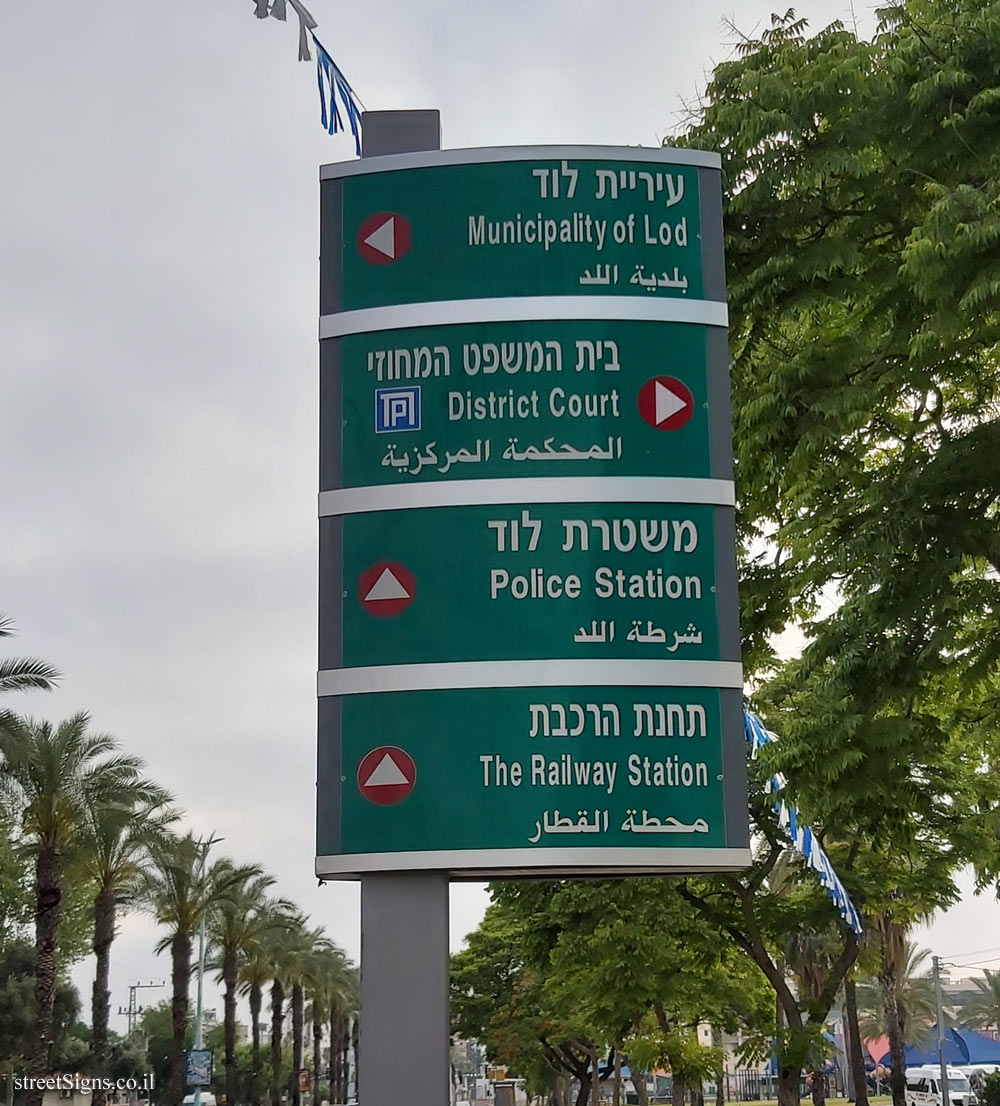 עיריית לוד
Municipality of Lod
بلدية اللد
בית המשפט המחוזי
District Court
المحكمة المركزية
משטרת לוד
Police Station
شرطة اللد
תחנת הרכבת
The Railway Station
محطة القطار
streetSigns.co.il